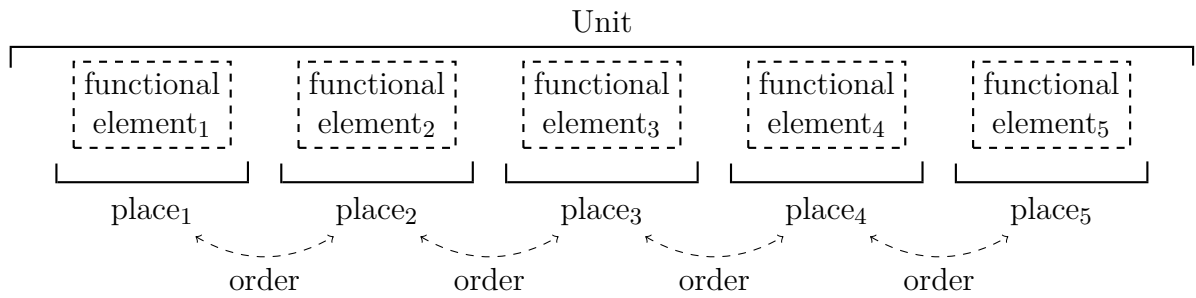 Unit
functional functional functional functional functional
element₁ element₂ element₃ element₄ element₅
place₁ place₂ place₃ place₄ place₅
order order order order